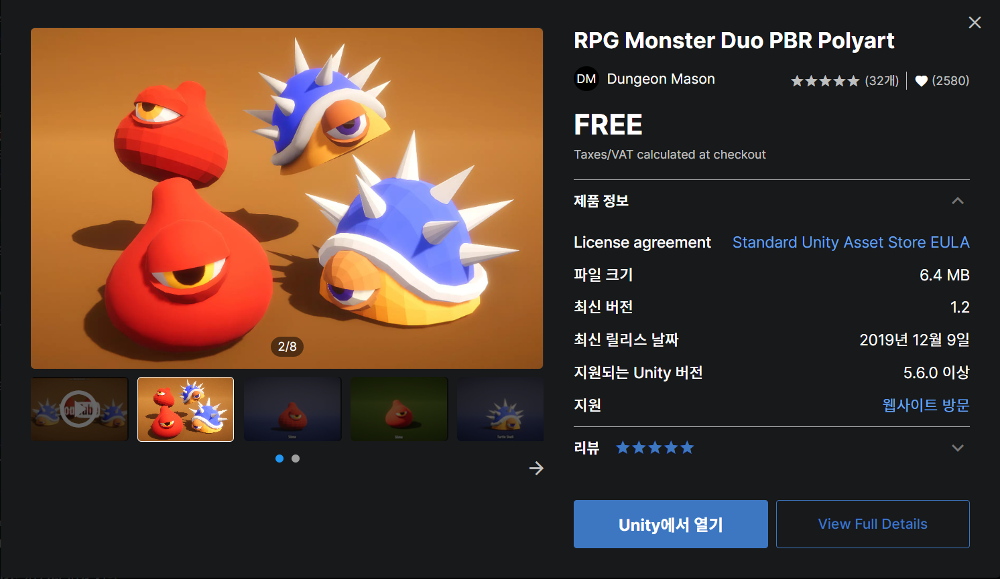 RPG Monster Duo PBR Polyart
DM Dungeon Mason (32개) (2580)
FREE
Taxes/VAT calculated at checkout
제품 정보
License agreement Standard Unity Asset Store EULA
파일 크기 6.4 MB
최신 버전 1.2
최신 릴리스 날짜 2019년 12월 9일
지원되는 Unity 버전 5.6.0 이상
지원 웹사이트 방문
리뷰
Unity에서 열기 View Full Details
2/8
Slime
Slime
Turtle Shell